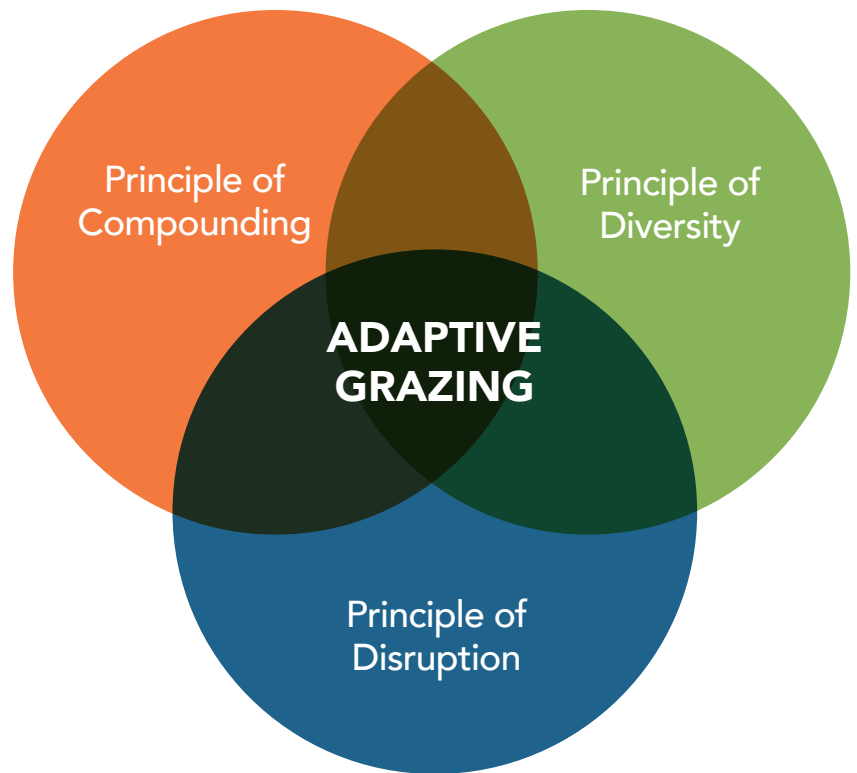 Principle of
Compounding
Principle of
Diversity
ADAPTIVE
GRAZING
Principle of
Disruption